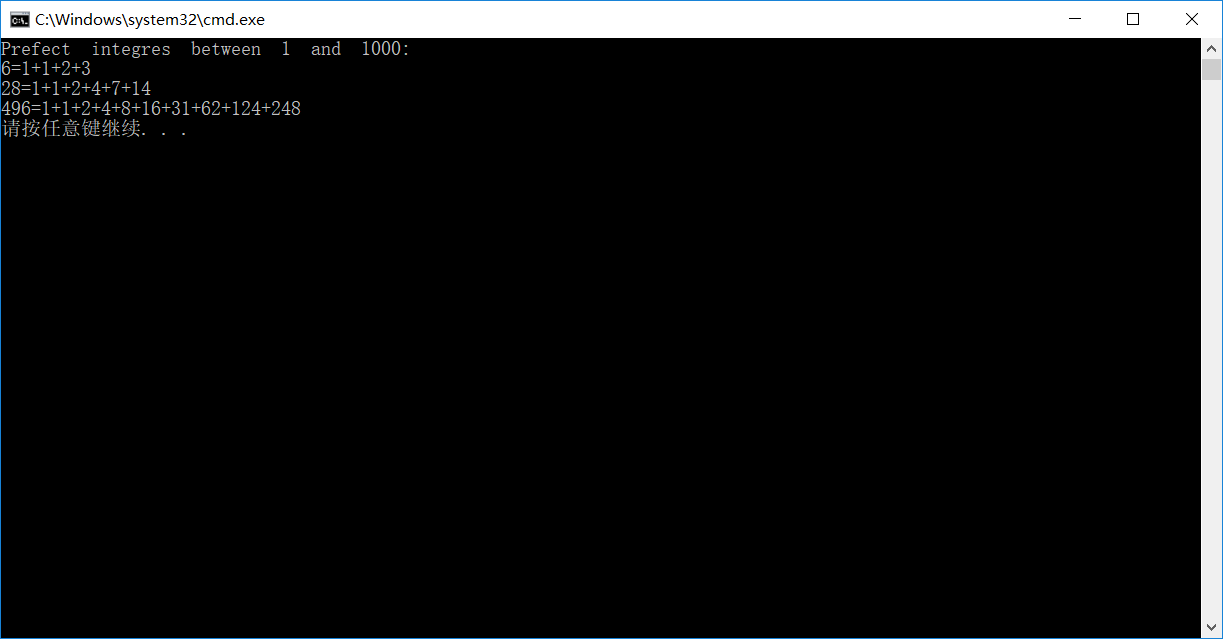 C:\Windows\system32\cmd.exe
Prefect  integres  between  1  and  1000:
6=1+1+2+3
28=1+1+2+4+7+14
496=1+1+2+4+8+16+31+62+124+248
请按任意键继续. . .